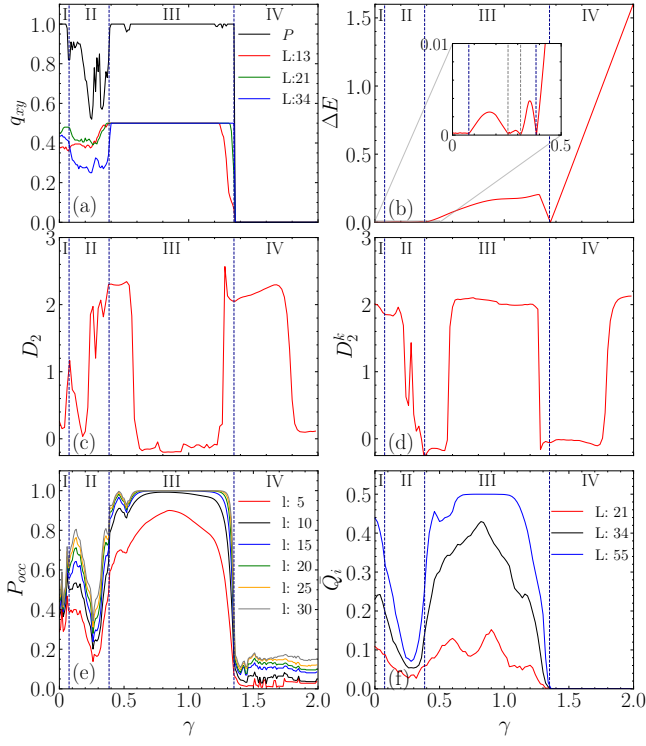 I II III IV
1.0
0.8
0.6
0.4
0.2
0.0
q_{xy}
P
L:13
L:21
L:34
(a)
I II III IV
1.5
1.0
0.5
0.0
ΔE
0.01
0.5
(b)
I II III IV
3
2
1
0
D_2
(c)
I II III IV
3
2
1
0
D_2^k
(d)
I II III IV
1.0
0.8
0.6
0.4
0.2
0.0
P_{occ}
l: 5
l: 10
l: 15
l: 20
l: 25
l: 30
(e)
0.0 0.5 1.0 1.5 2.0
γ
I II III IV
0.5
0.4
0.3
0.2
0.1
0.0
Q̄_i
L: 21
L: 34
L: 55
(f)
0.0 0.5 1.0 1.5 2.0
γ